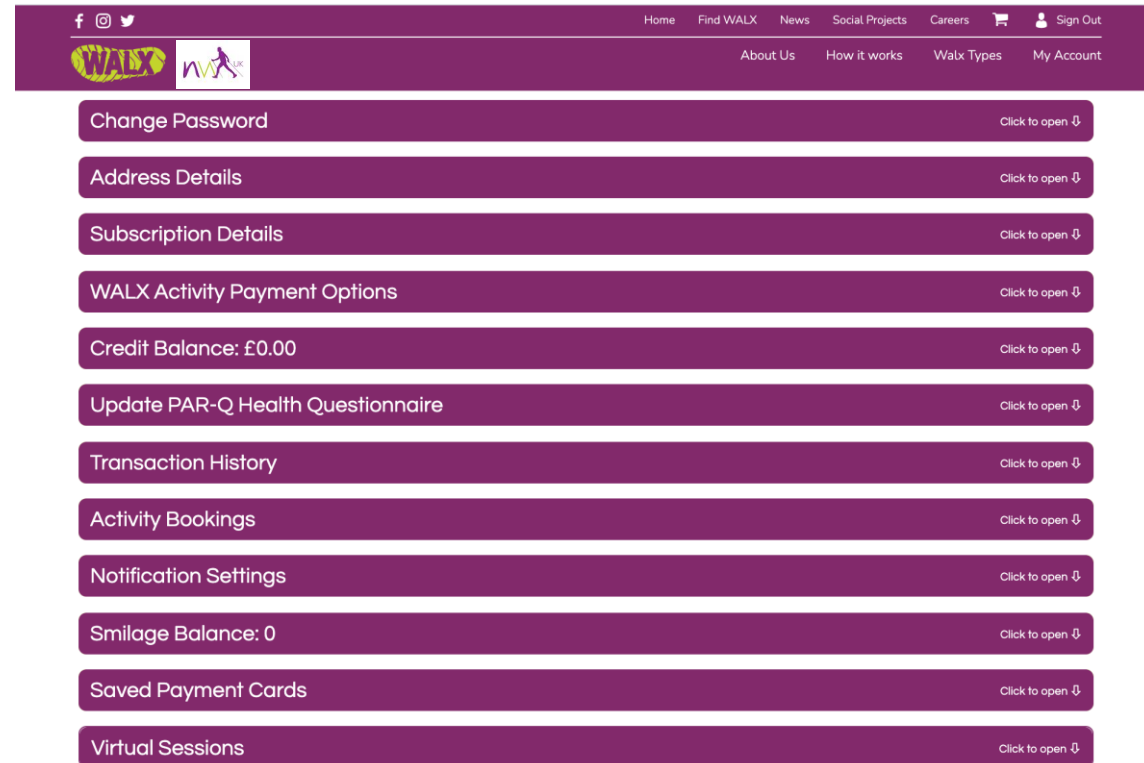 Home Find WALX News Social Projects Careers Sign Out
WALX nw UK About Us How it works Walx Types My Account
Change Password Click to open ⇩
Address Details Click to open ⇩
Subscription Details Click to open ⇩
WALX Activity Payment Options Click to open ⇩
Credit Balance: £0.00 Click to open ⇩
Update PAR-Q Health Questionnaire Click to open ⇩
Transaction History Click to open ⇩
Activity Bookings Click to open ⇩
Notification Settings Click to open ⇩
Smilage Balance: 0 Click to open ⇩
Saved Payment Cards Click to open ⇩
Virtual Sessions Click to open ⇩